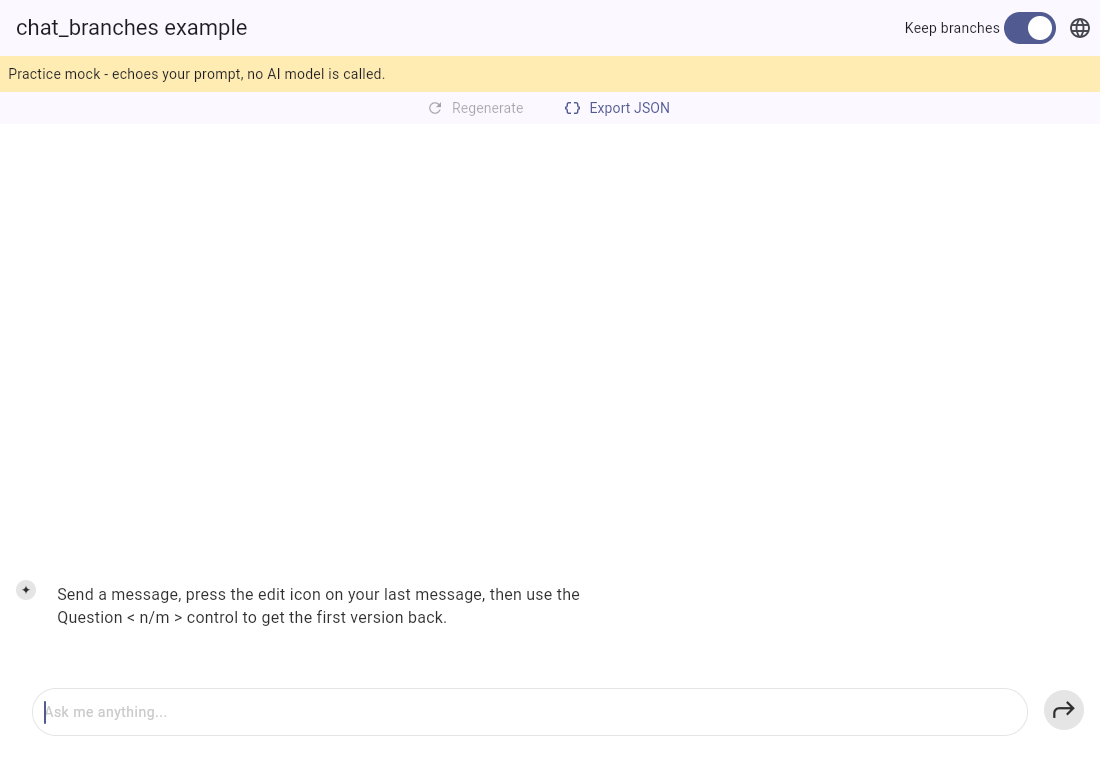 chat_branches example
Keep branches
Practice mock - echoes your prompt, no AI model is called.
Regenerate
Export JSON
Send a message, press the edit icon on your last message, then use the
Question < n/m > control to get the first version back.
Ask me anything...